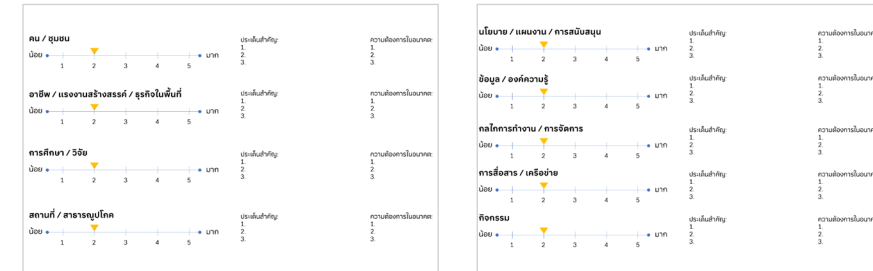 คน / ชุมชน
น้อย มาก
1 2 3 4 5
ประเด็นสำคัญ:
1.
2.
3.
ความต้องการในอนาคต:
1.
2.
3.
อาชีพ / แรงงานสร้างสรรค์ / ธุรกิจในพื้นที่
น้อย มาก
1 2 3 4 5
ประเด็นสำคัญ:
1.
2.
3.
ความต้องการในอนาคต:
1.
2.
3.
การศึกษา / วิจัย
น้อย มาก
1 2 3 4 5
ประเด็นสำคัญ:
1.
2.
3.
ความต้องการในอนาคต:
1.
2.
3.
สถานที่ / สาธารณูปโภค
น้อย มาก
1 2 3 4 5
ประเด็นสำคัญ:
1.
2.
3.
ความต้องการในอนาคต:
1.
2.
3.
นโยบาย / แผนงาน / การสนับสนุน
น้อย มาก
1 2 3 4 5
ประเด็นสำคัญ:
1.
2.
3.
1.
2.
3.
ข้อมูล / องค์ความรู้
น้อย มาก
1 2 3 4 5
ประเด็นสำคัญ:
1.
2.
3.
1.
2.
3.
กลไกการทำงาน / การจัดการ
น้อย มาก
1 2 3 4 5
ประเด็นสำคัญ:
1.
2.
3.
1.
2.
3.
การสื่อสาร / เครือข่าย
น้อย มาก
1 2 3 4 5
ประเด็นสำคัญ:
1.
2.
3.
1.
2.
3.
กิจกรรม
น้อย มาก
1 2 3 4 5
ประเด็นสำคัญ:
1.
2.
3.
1.
2.
3.